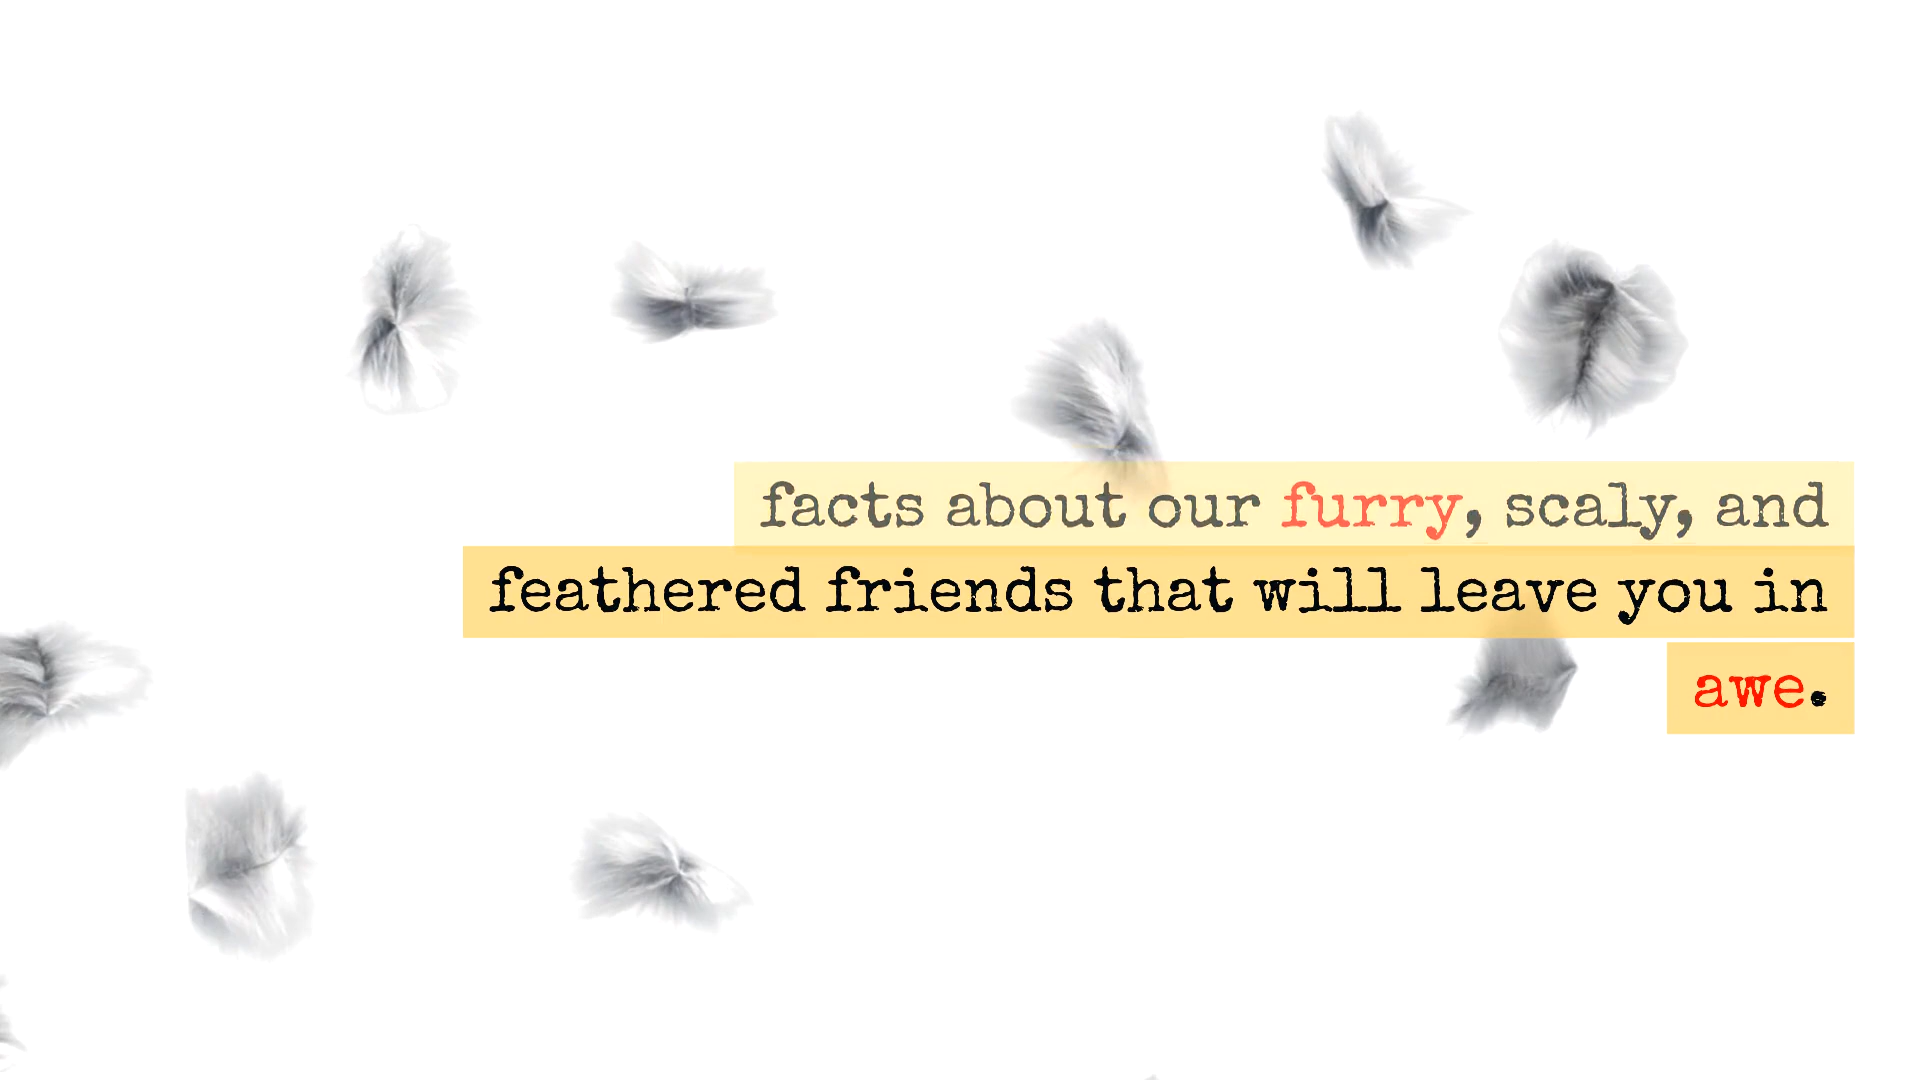 facts about our furry, scaly, and
feathered friends that will leave you in
awe.